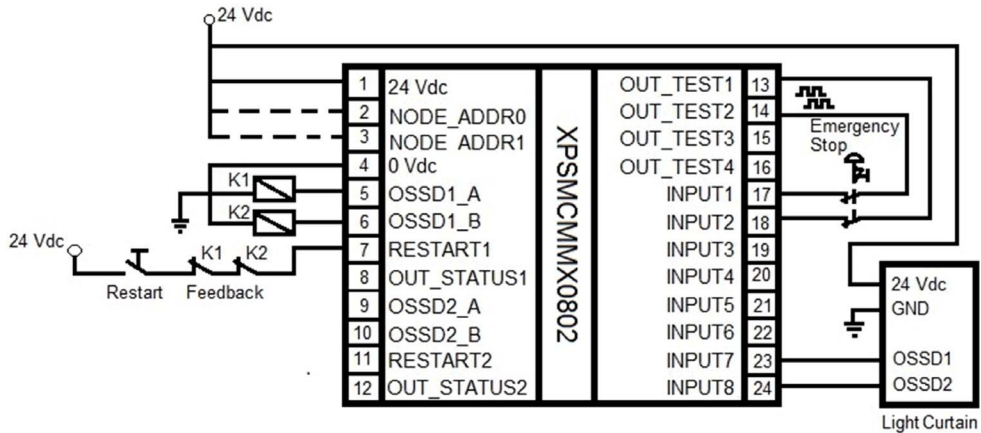 24 Vdc
1 24 Vdc
2 NODE_ADDR0
3 NODE_ADDR1
4 0 Vdc
K1 5 OSSD1_A
K2 6 OSSD1_B
24 Vdc K1 K2 7 RESTART1
Restart Feedback
8 OUT_STATUS1
9 OSSD2_A
10 OSSD2_B
11 RESTART2
12 OUT_STATUS2
XPSMCMMX0802
OUT_TEST1 13
OUT_TEST2 14
OUT_TEST3 15
OUT_TEST4 16
INPUT1 17
INPUT2 18
INPUT3 19
INPUT4 20
INPUT5 21
INPUT6 22
INPUT7 23
INPUT8 24
Emergency
Stop
24 Vdc
GND
OSSD1
OSSD2
Light Curtain